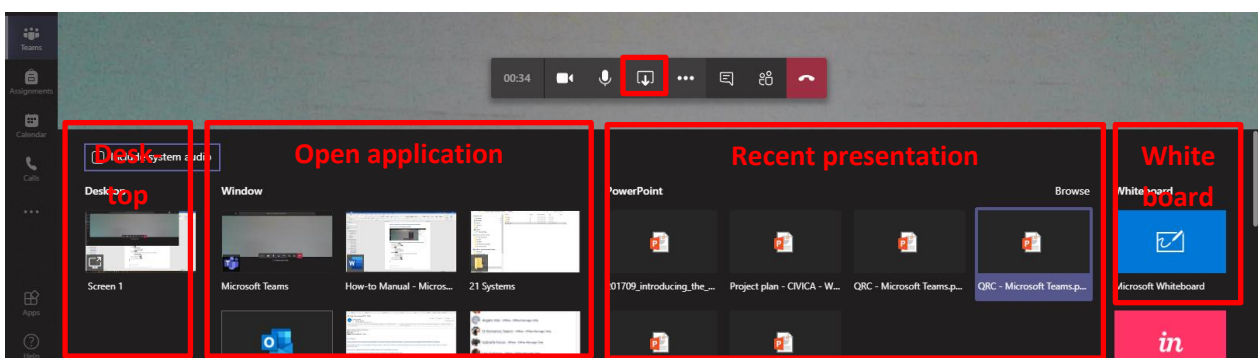 Teams
Assignments
Calendar
Calls
Apps
Help
00:34
Desk
top
Open application
Recent presentation
White
board
Include system audio
Desktop
Window
PowerPoint
Browse
Whiteboard
Screen 1
Microsoft Teams
How-to Manual - Micros...
21 Systems
201709_introducing_the_...
Project plan - CIVICA - W...
QRC - Microsoft Teams.p...
QRC - Microsoft Teams.p...
Microsoft Whiteboard
in